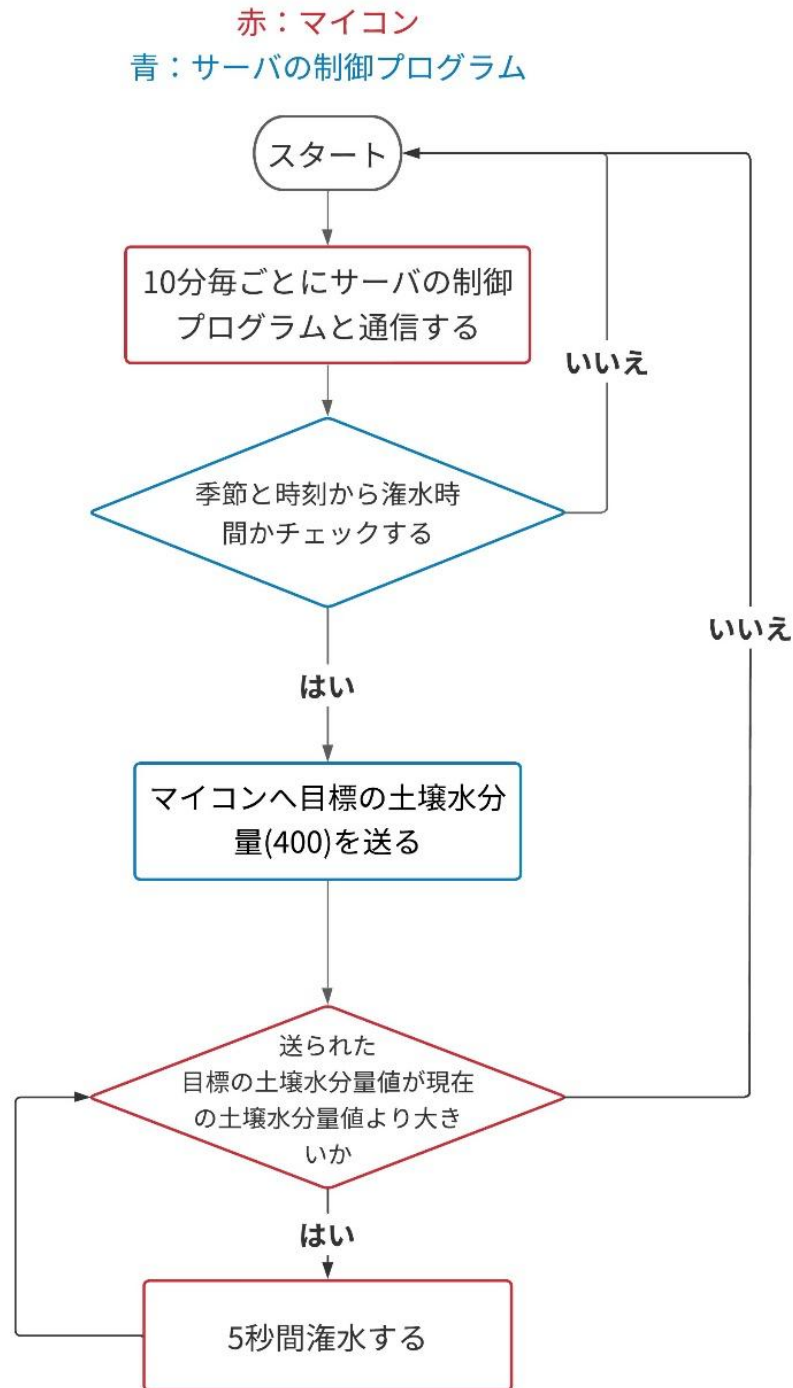 赤：マイコン
青：サーバの制御プログラム
スタート
10分毎ごとにサーバの制御
プログラムと通信する
いいえ
季節と時刻から潅水時
間かチェックする
いいえ
はい
マイコンへ目標の土壌水分
量(400)を送る
送られた
目標の土壌水分量値が現在
の土壌水分量値より大き
いか
はい
5秒間潅水する